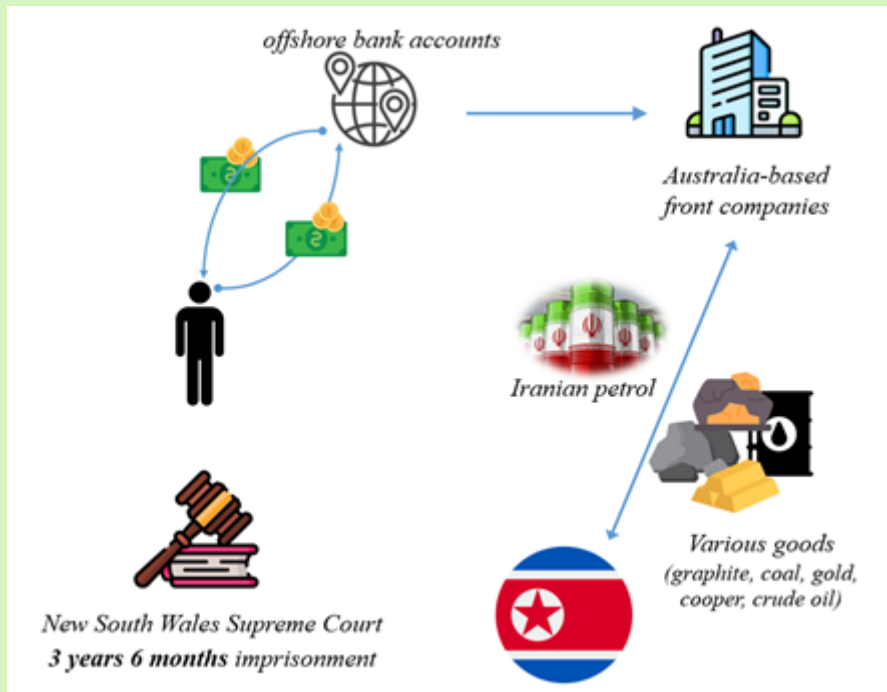 offshore bank accounts
Australia-based
front companies
Iranian petrol
Various goods
(graphite, coal, gold,
cooper, crude oil)
New South Wales Supreme Court
3 years 6 months imprisonment